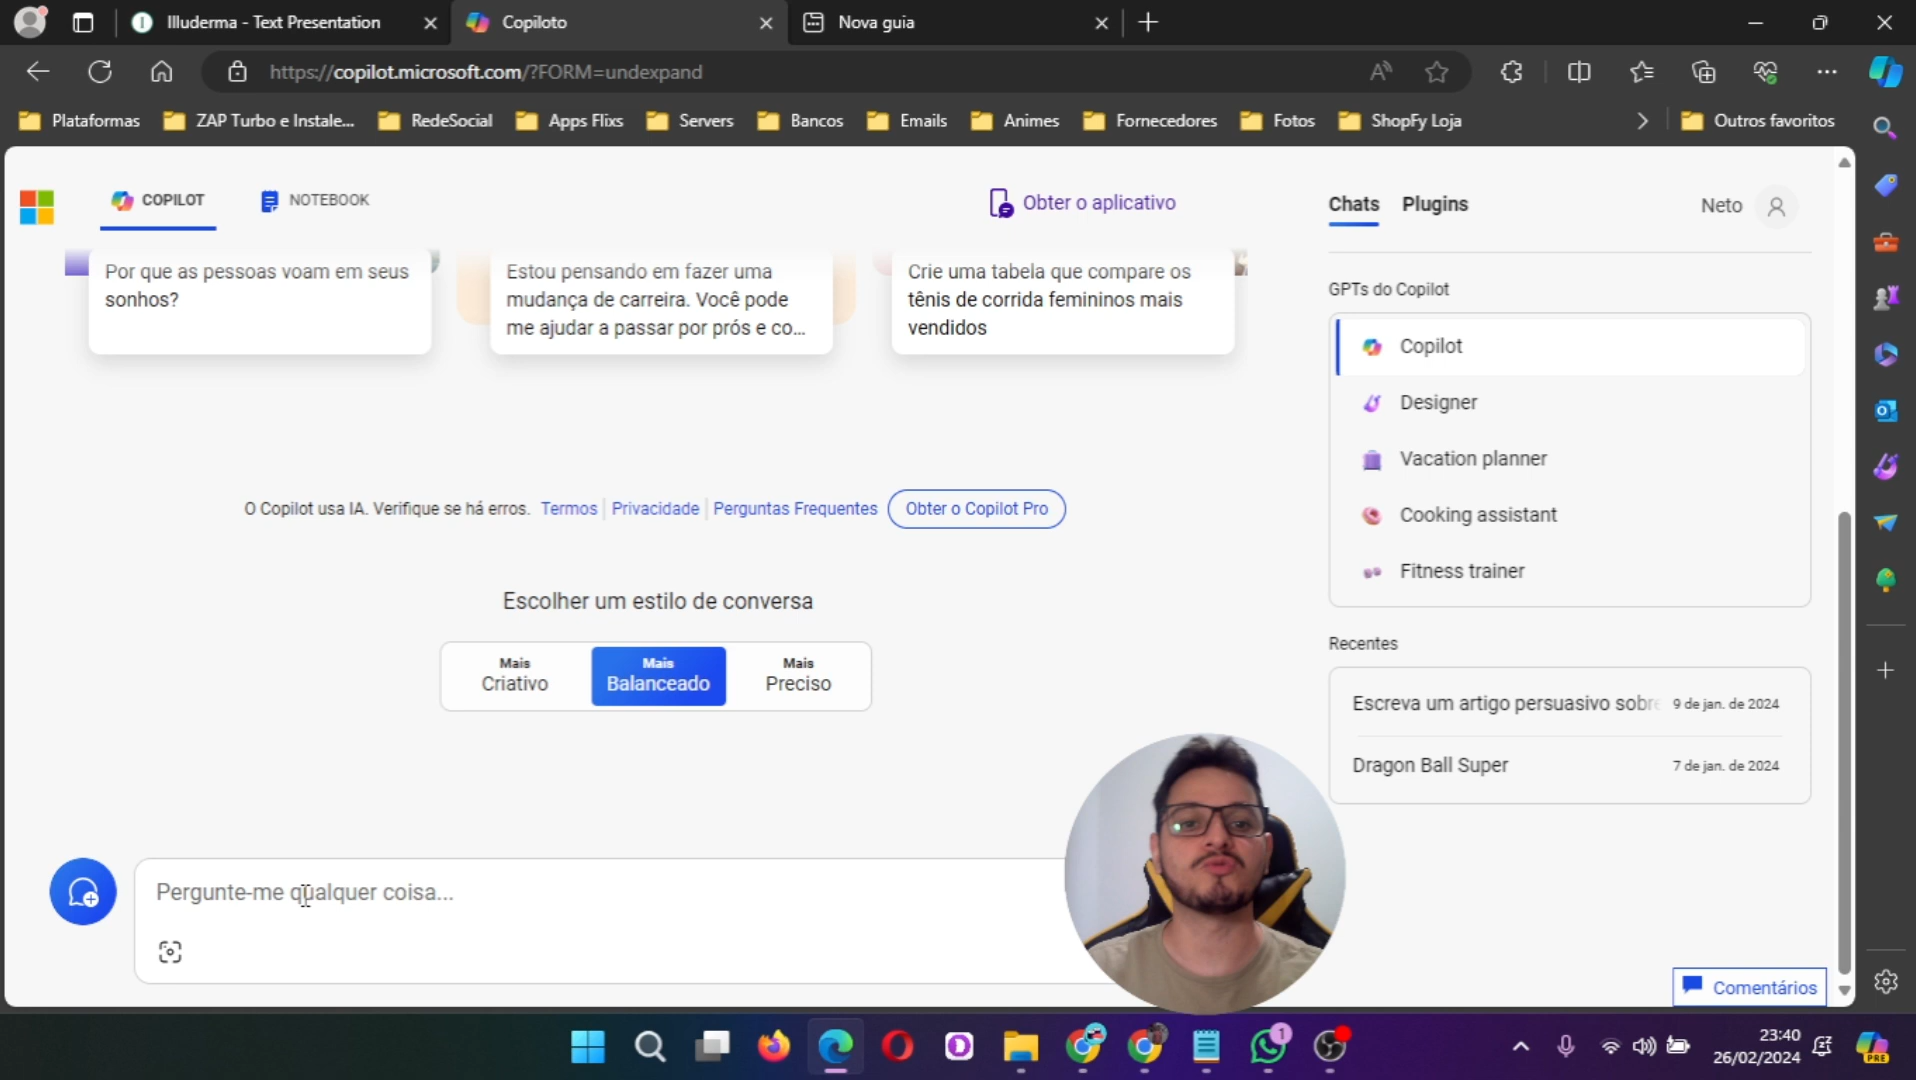 Illuderma - Text Presentation
Copiloto
Nova guia
https://copilot.microsoft.com/?FORM=undexpand
Plataformas
ZAP Turbo e Instale...
RedeSocial
Apps Flixs
Servers
Bancos
Emails
Animes
Fornecedores
Fotos
ShopFy Loja
Outros favoritos
COPILOT
NOTEBOOK
Obter o aplicativo
Chats
Plugins
Neto
Por que as pessoas voam em seus
sonhos?
Estou pensando em fazer uma
mudança de carreira. Você pode
me ajudar a passar por prós e co...
Crie uma tabela que compare os
tênis de corrida femininos mais
vendidos
GPTs do Copilot
Copilot
Designer
Vacation planner
Cooking assistant
Fitness trainer
O Copilot usa IA. Verifique se há erros. Termos Privacidade Perguntas Frequentes Obter o Copilot Pro
Escolher um estilo de conversa
Mais
Criativo
Mais
Balanceado
Mais
Preciso
Recentes
Escreva um artigo persuasivo sobre 9 de jan. de 2024
Dragon Ball Super 7 de jan. de 2024
Pergunte-me qualquer coisa...
Comentários
1
23:40
26/02/2024
PRE